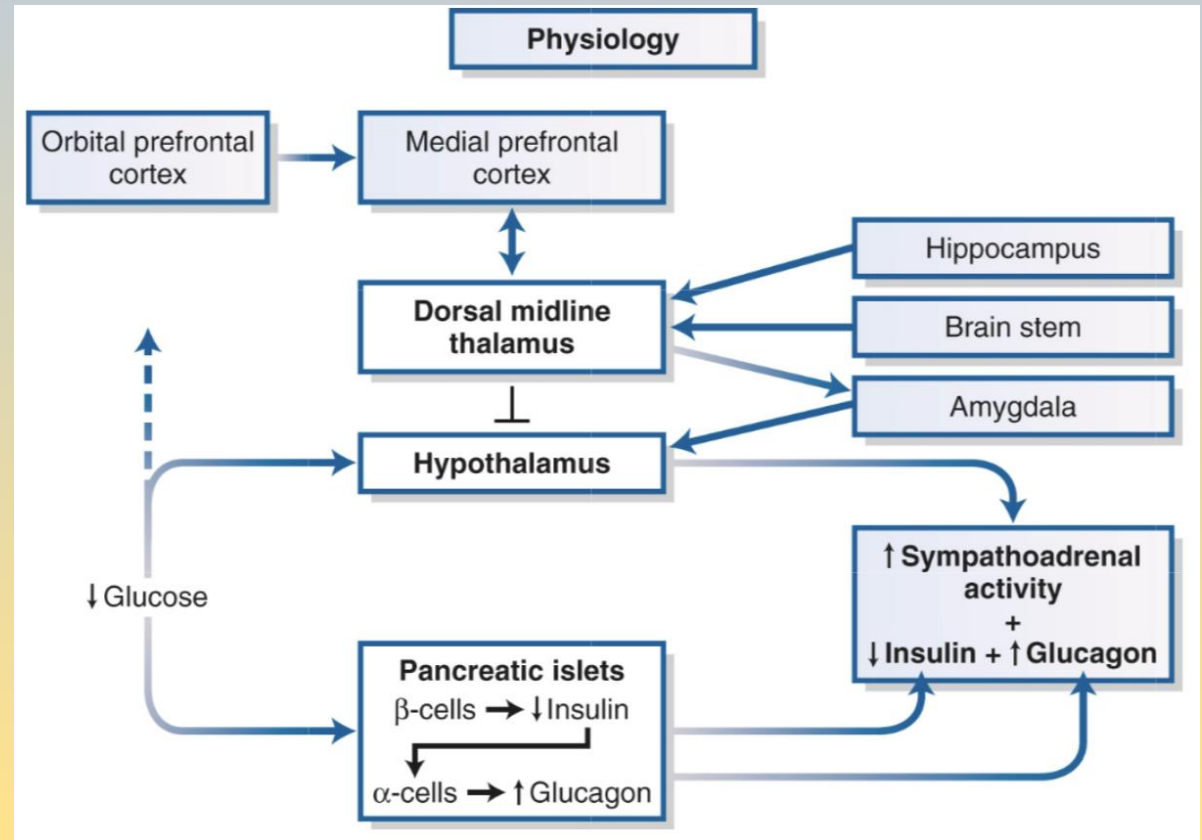 Physiology
Orbital prefrontal
cortex
Medial prefrontal
cortex
Dorsal midline
thalamus
Hippocampus
Brain stem
Amygdala
Hypothalamus
↓Glucose
↑Sympathoadrenal
activity
+
↓Insulin + ↑Glucagon
Pancreatic islets
β-cells → ↓Insulin
α-cells → ↑Glucagon